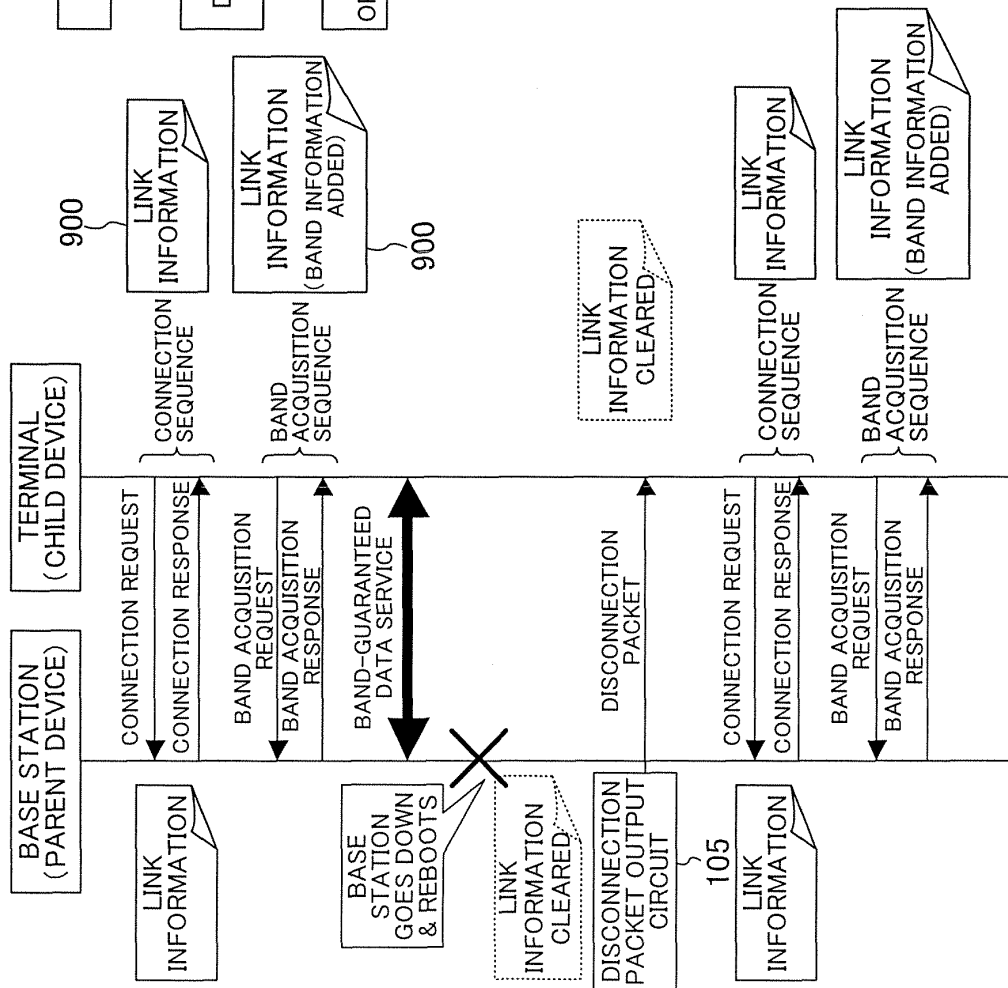 D
OR
BASE STATION
(PARENT DEVICE)
TERMINAL
(CHILD DEVICE)
LINK
INFORMATION
CONNECTION REQUEST
CONNECTION RESPONSE
CONNECTION
SEQUENCE
900
LINK
INFORMATION
BAND ACQUISITION
REQUEST
BAND ACQUISITION
RESPONSE
BAND
ACQUISITION
SEQUENCE
LINK
INFORMATION
(BAND INFORMATION
ADDED)
900
BAND-GUARANTEED
DATA SERVICE
BASE
STATION
GOES DOWN
& REBOOTS
LINK
INFORMATION
CLEARED
DISCONNECTION
PACKET OUTPUT
CIRCUIT
105
DISCONNECTION
PACKET
LINK
INFORMATION
CLEARED
LINK
INFORMATION
CONNECTION REQUEST
CONNECTION RESPONSE
CONNECTION
SEQUENCE
LINK
INFORMATION
BAND ACQUISITION
REQUEST
BAND ACQUISITION
RESPONSE
BAND
ACQUISITION
SEQUENCE
LINK
INFORMATION
(BAND INFORMATION
ADDED)